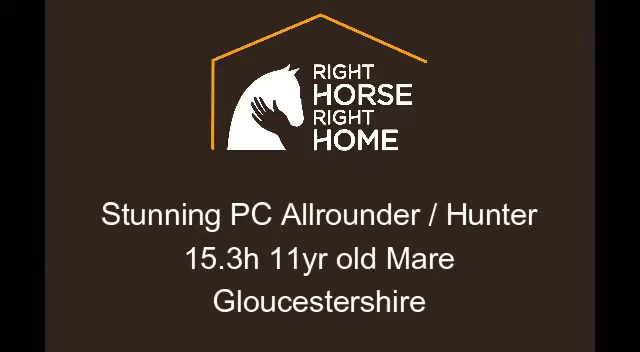 RIGHT
HORSE
RIGHT
HOME
Stunning PC Allrounder / Hunter
15.3h 11yr old Mare
Gloucestershire